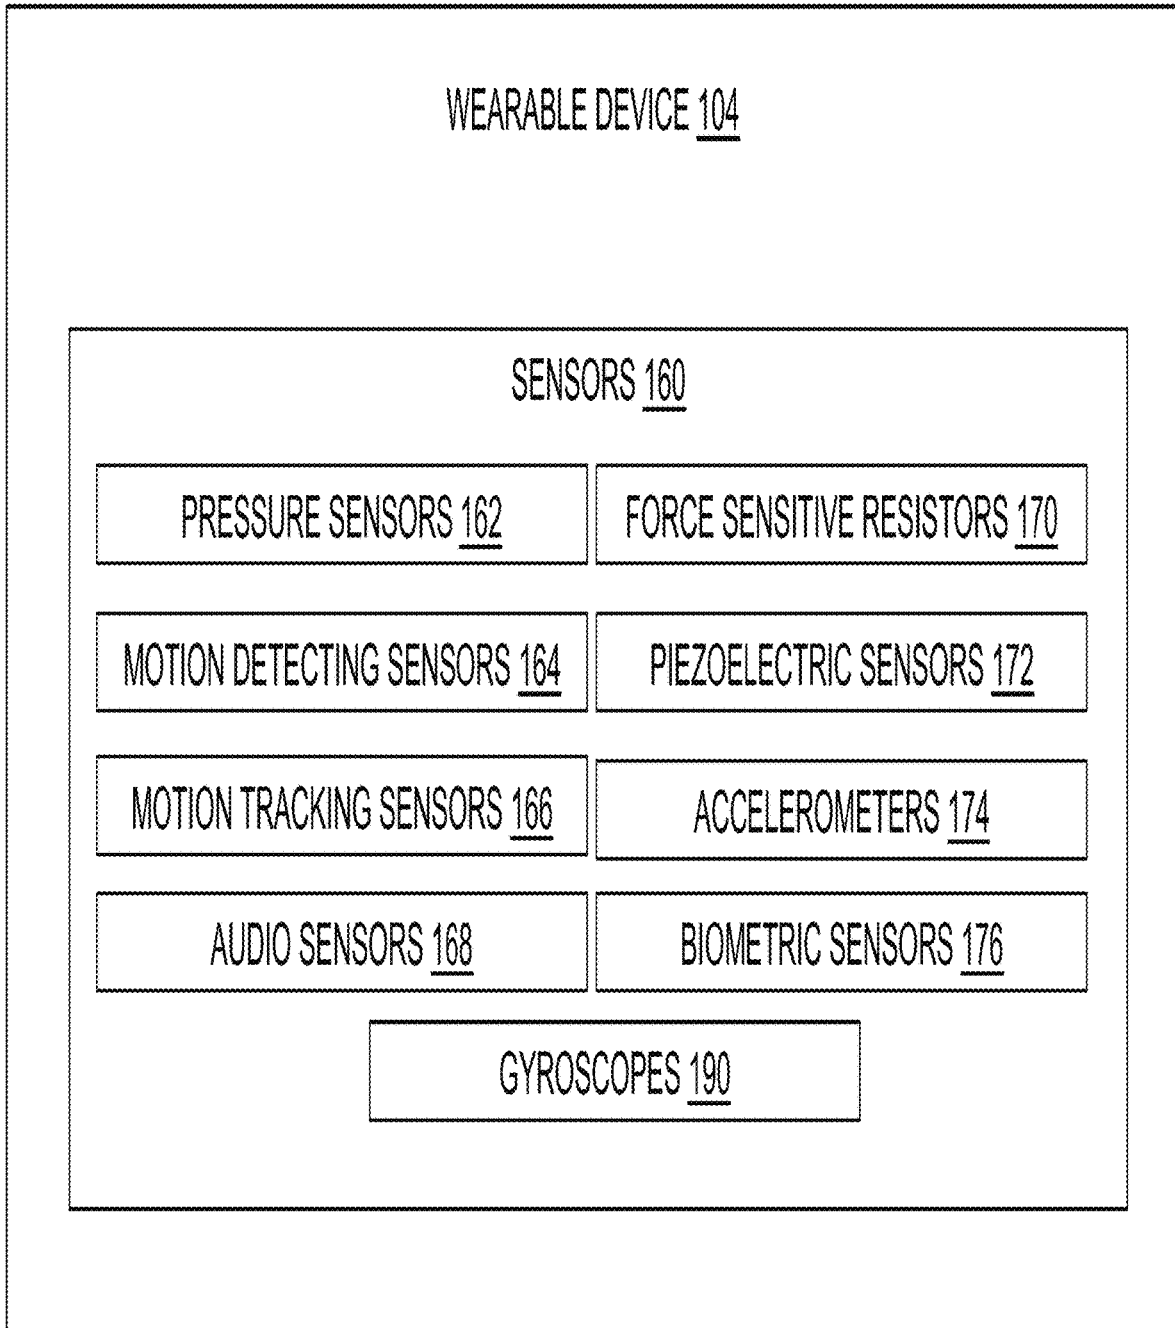 WEARABLE DEVICE 104
SENSORS 160
PRESSURE SENSORS 162
FORCE SENSITIVE RESISTORS 170
MOTION DETECTING SENSORS 164
PIEZOELECTRIC SENSORS 172
MOTION TRACKING SENSORS 166
ACCELEROMETERS 174
AUDIO SENSORS 168
BIOMETRIC SENSORS 176
GYROSCOPES 190